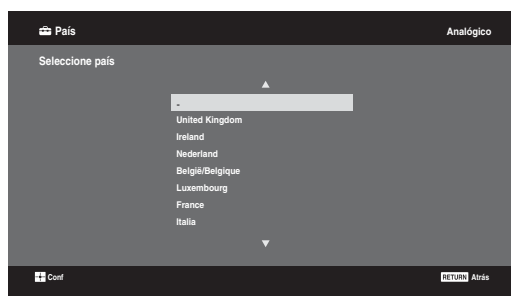 País
Analógico
Seleccione país
-
United Kingdom
Ireland
Nederland
België/Belgique
Luxembourg
France
Italia
Conf
RETURN Atrás